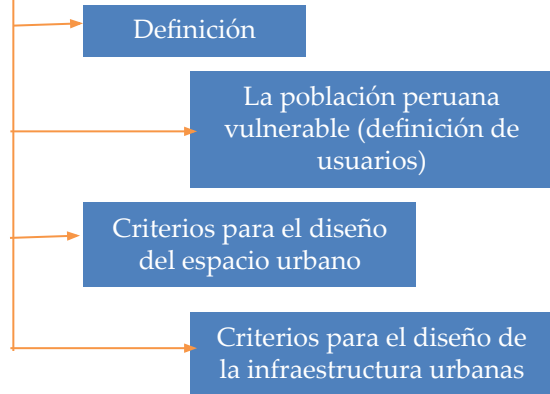 Definición
La población peruana
vulnerable (definición de
usuarios)
Criterios para el diseño
del espacio urbano
Criterios para el diseño de
la infraestructura urbanas